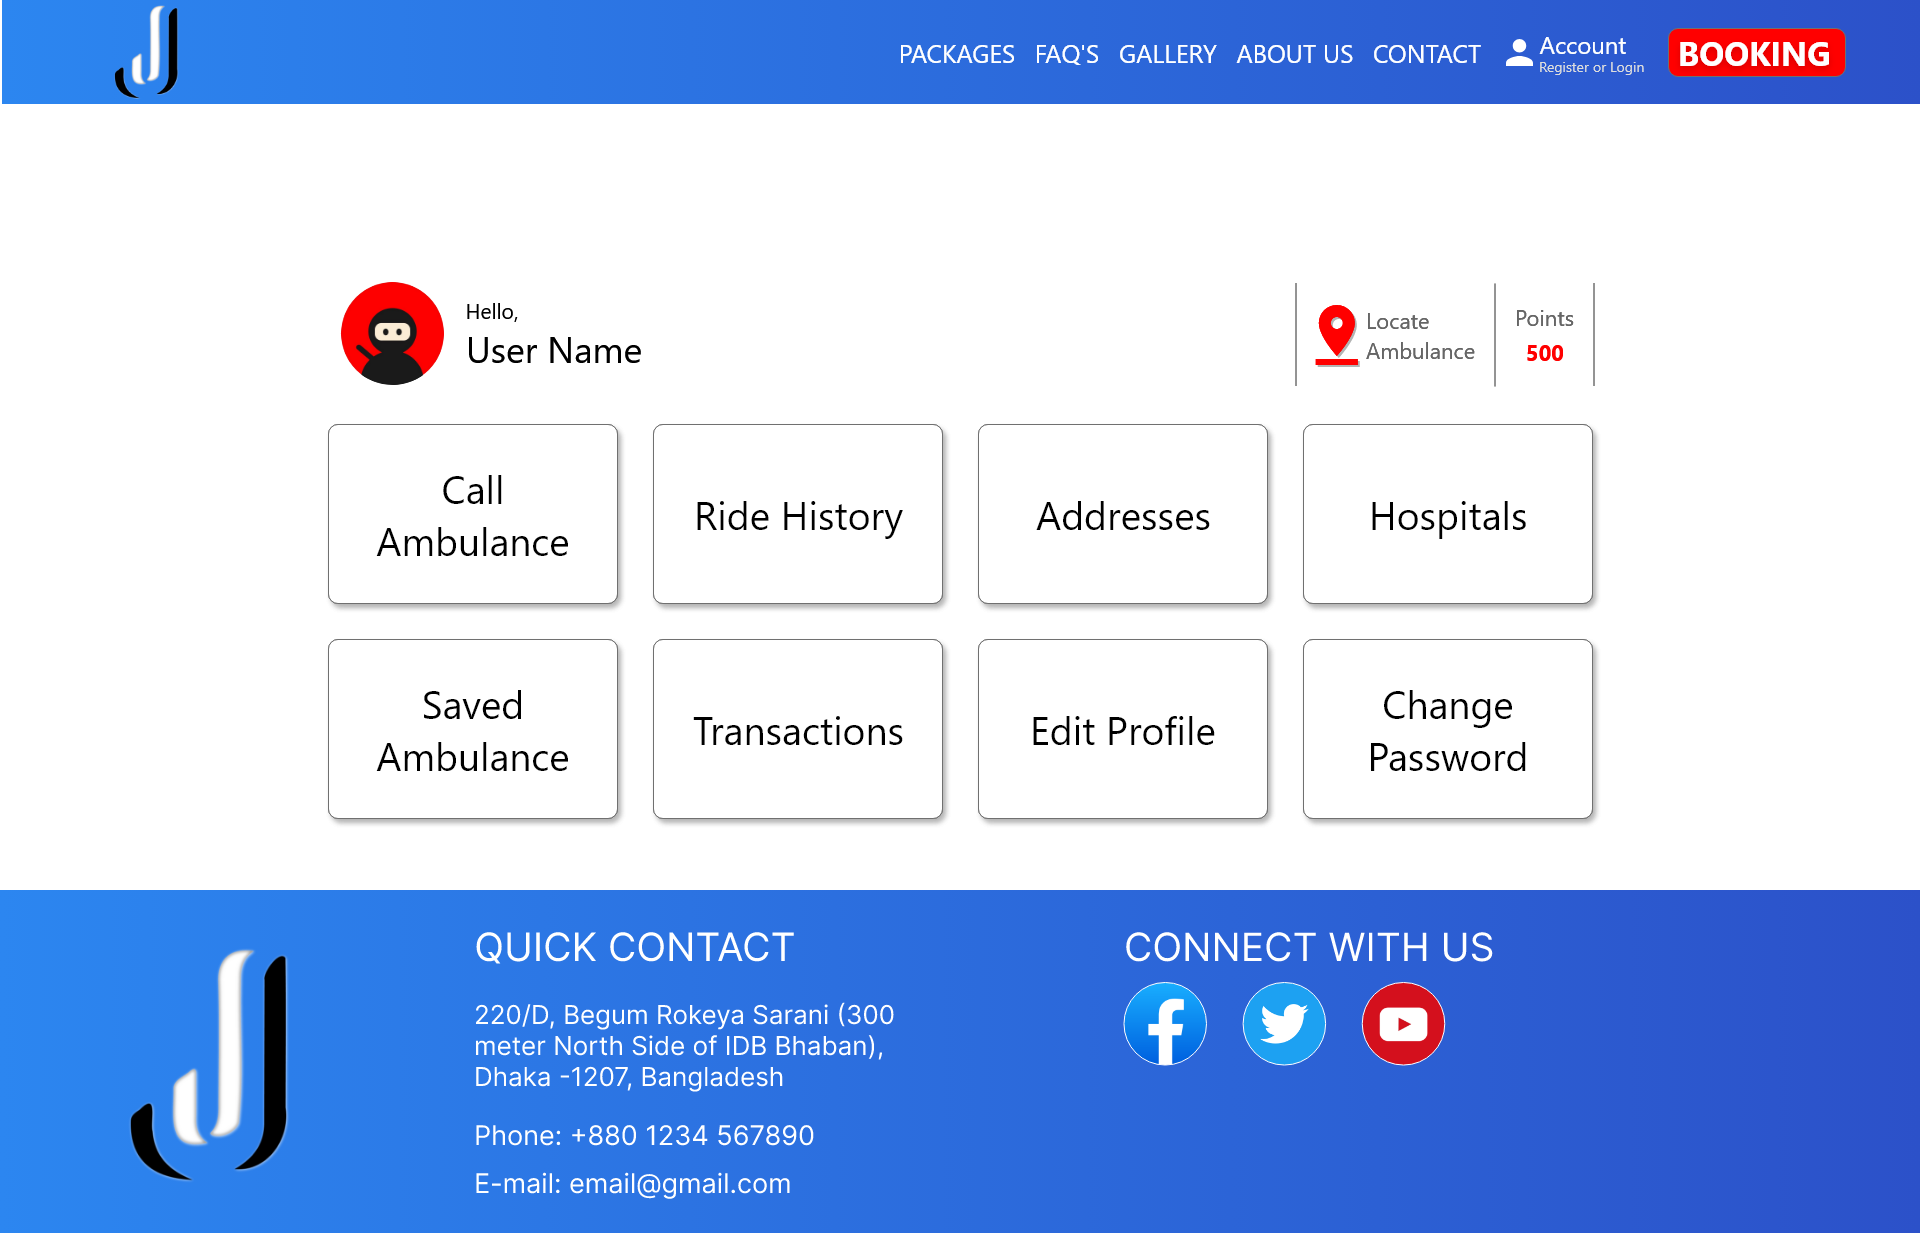 PACKAGES FAQ'S GALLERY ABOUT US CONTACT Account BOOKING
Register or Login
Hello,
User Name
Locate
Ambulance
Points
500
Call
Ambulance
Ride History
Addresses
Hospitals
Saved
Ambulance
Transactions
Edit Profile
Change
Password
QUICK CONTACT
220/D, Begum Rokeya Sarani (300
meter North Side of IDB Bhaban),
Dhaka -1207, Bangladesh
Phone: +880 1234 567890
E-mail: email@gmail.com
CONNECT WITH US